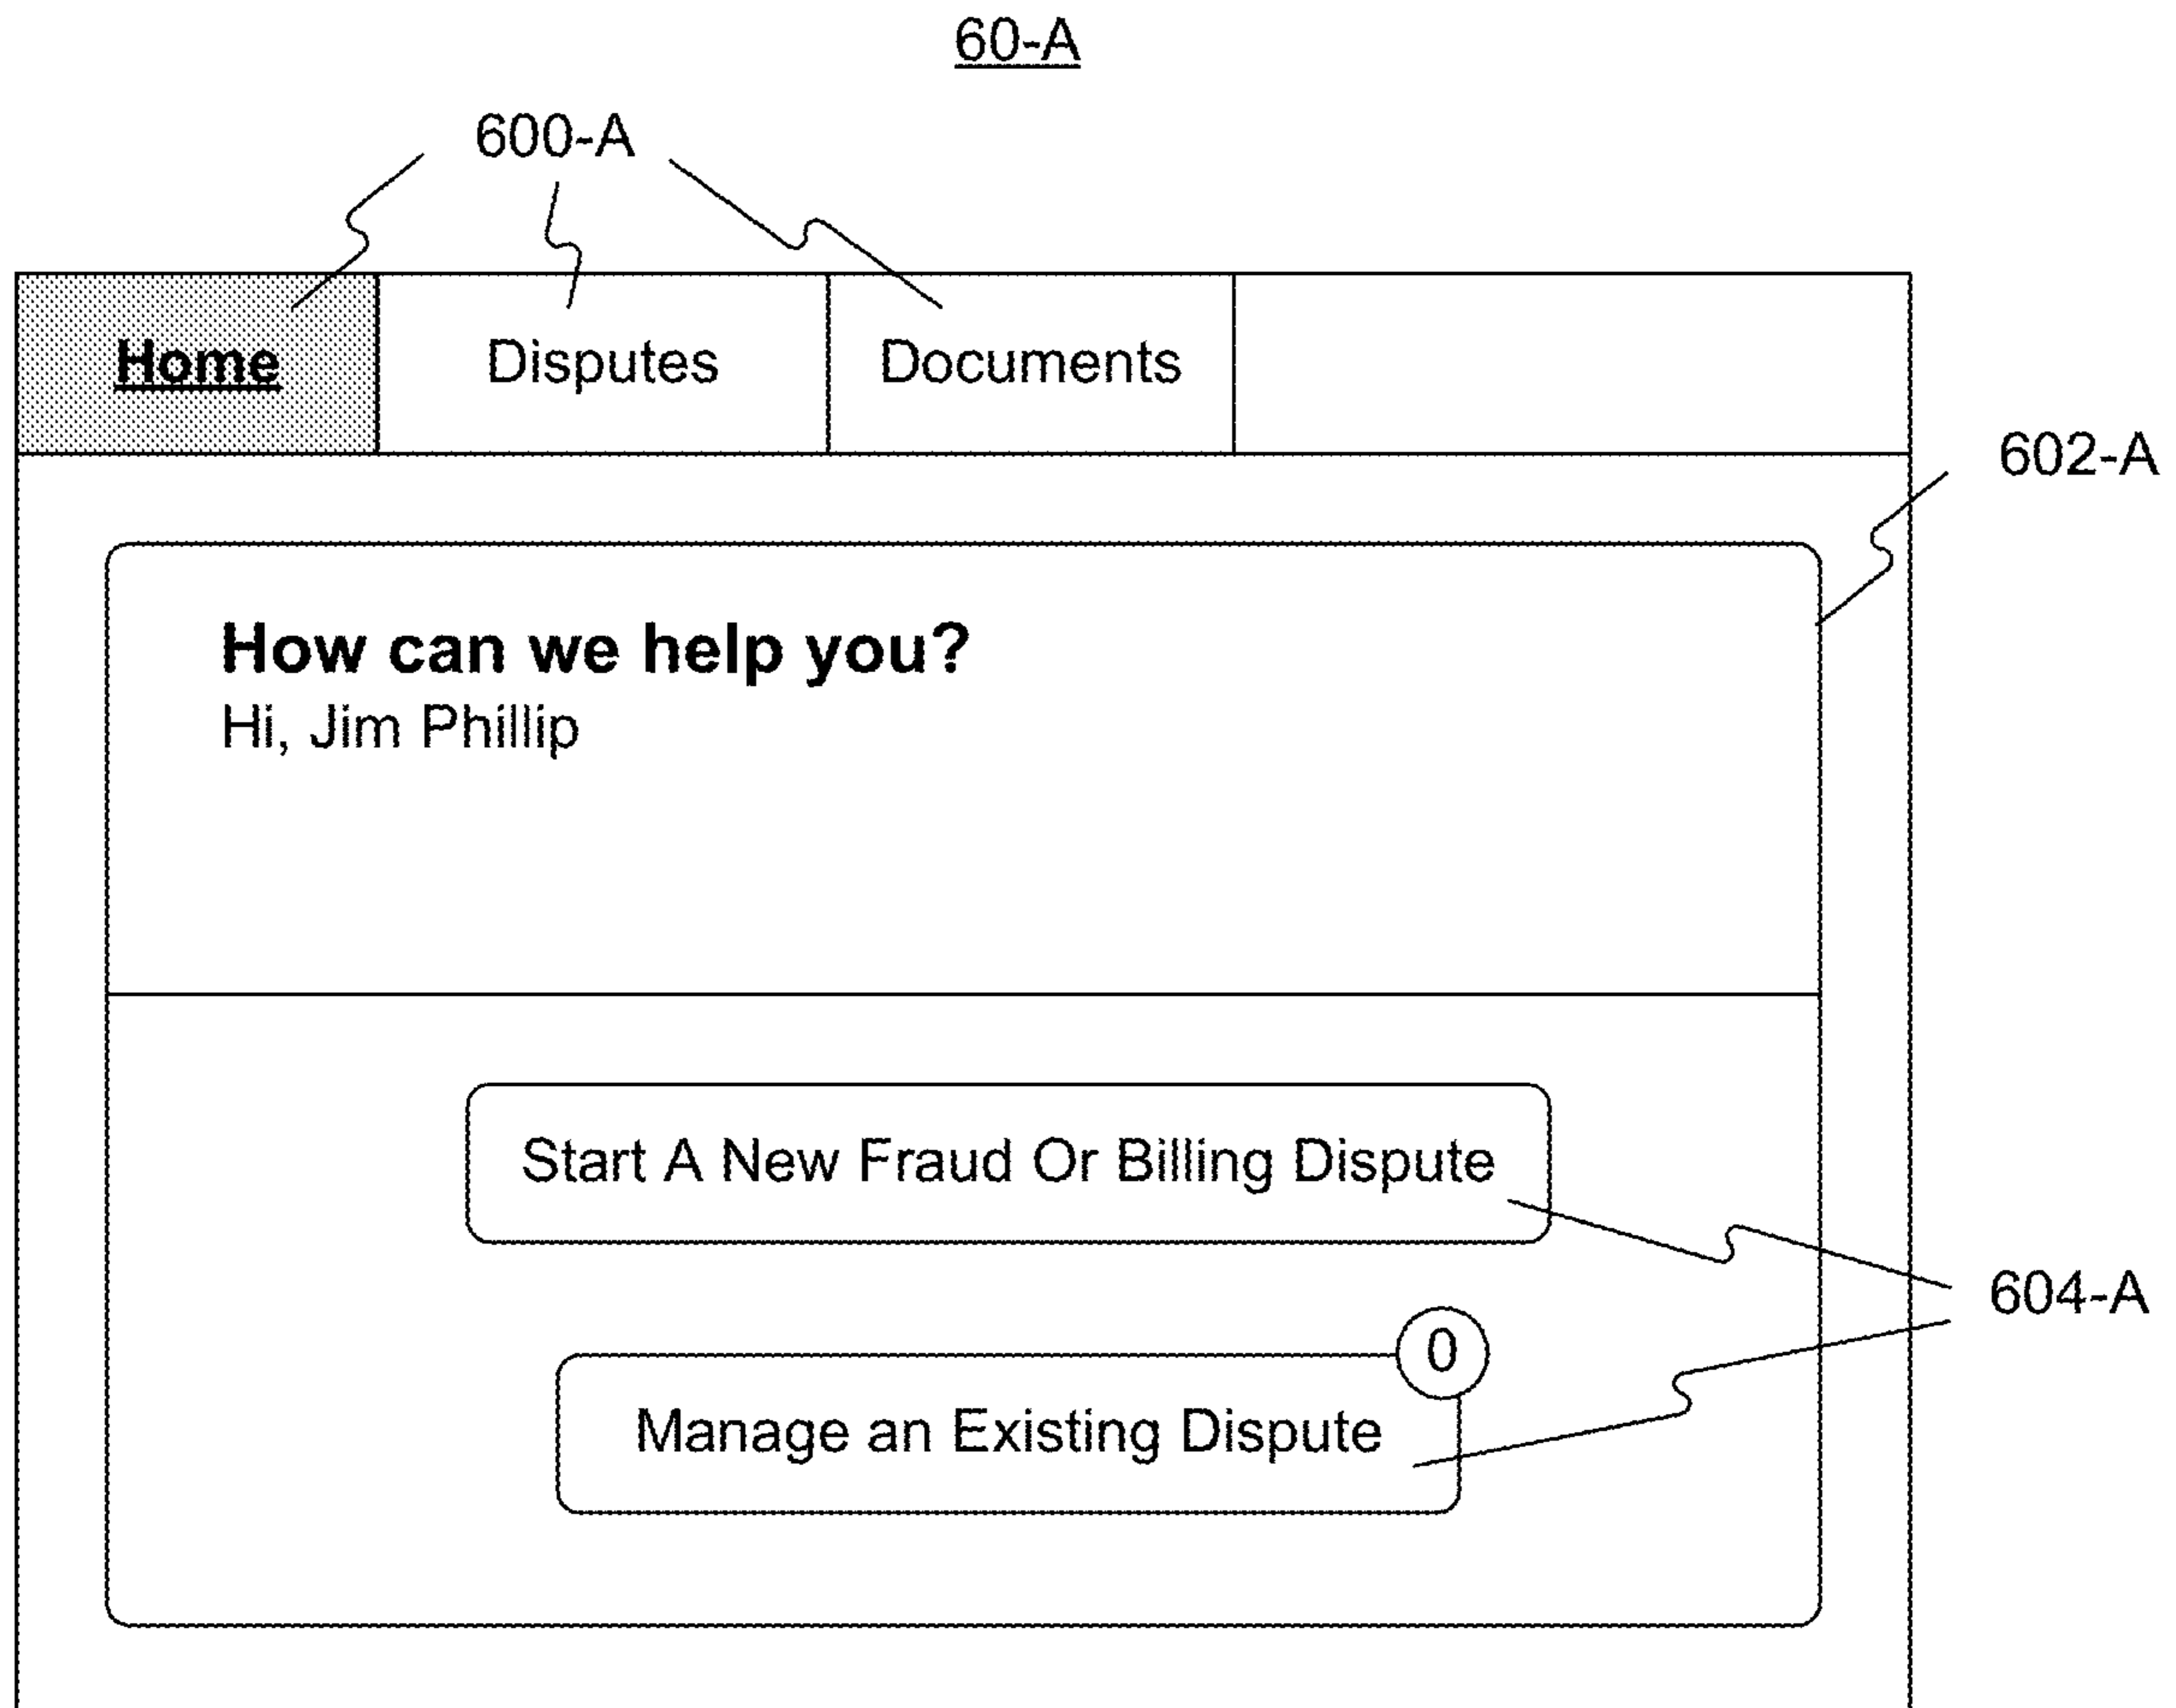 60-A
600-A
Home
Disputes
Documents
602-A
How can we help you?
Hi, Jim Phillip
Start A New Fraud Or Billing Dispute
604-A
0
Manage an Existing Dispute